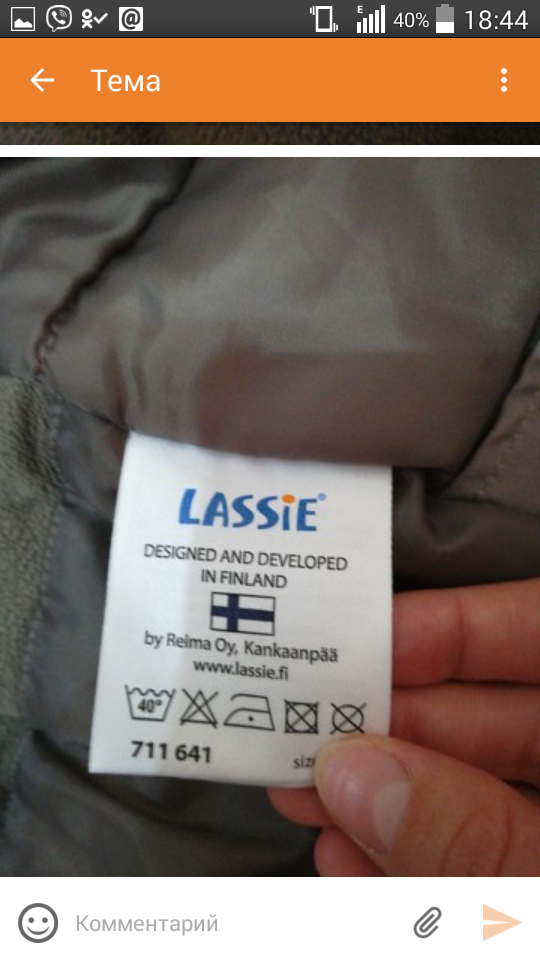 40% 18:44
Тема
LASSiE®
DESIGNED AND DEVELOPED
IN FINLAND
by Reima Oy, Kankaanpää
www.lassie.fi
40°
711 641
Комментарий